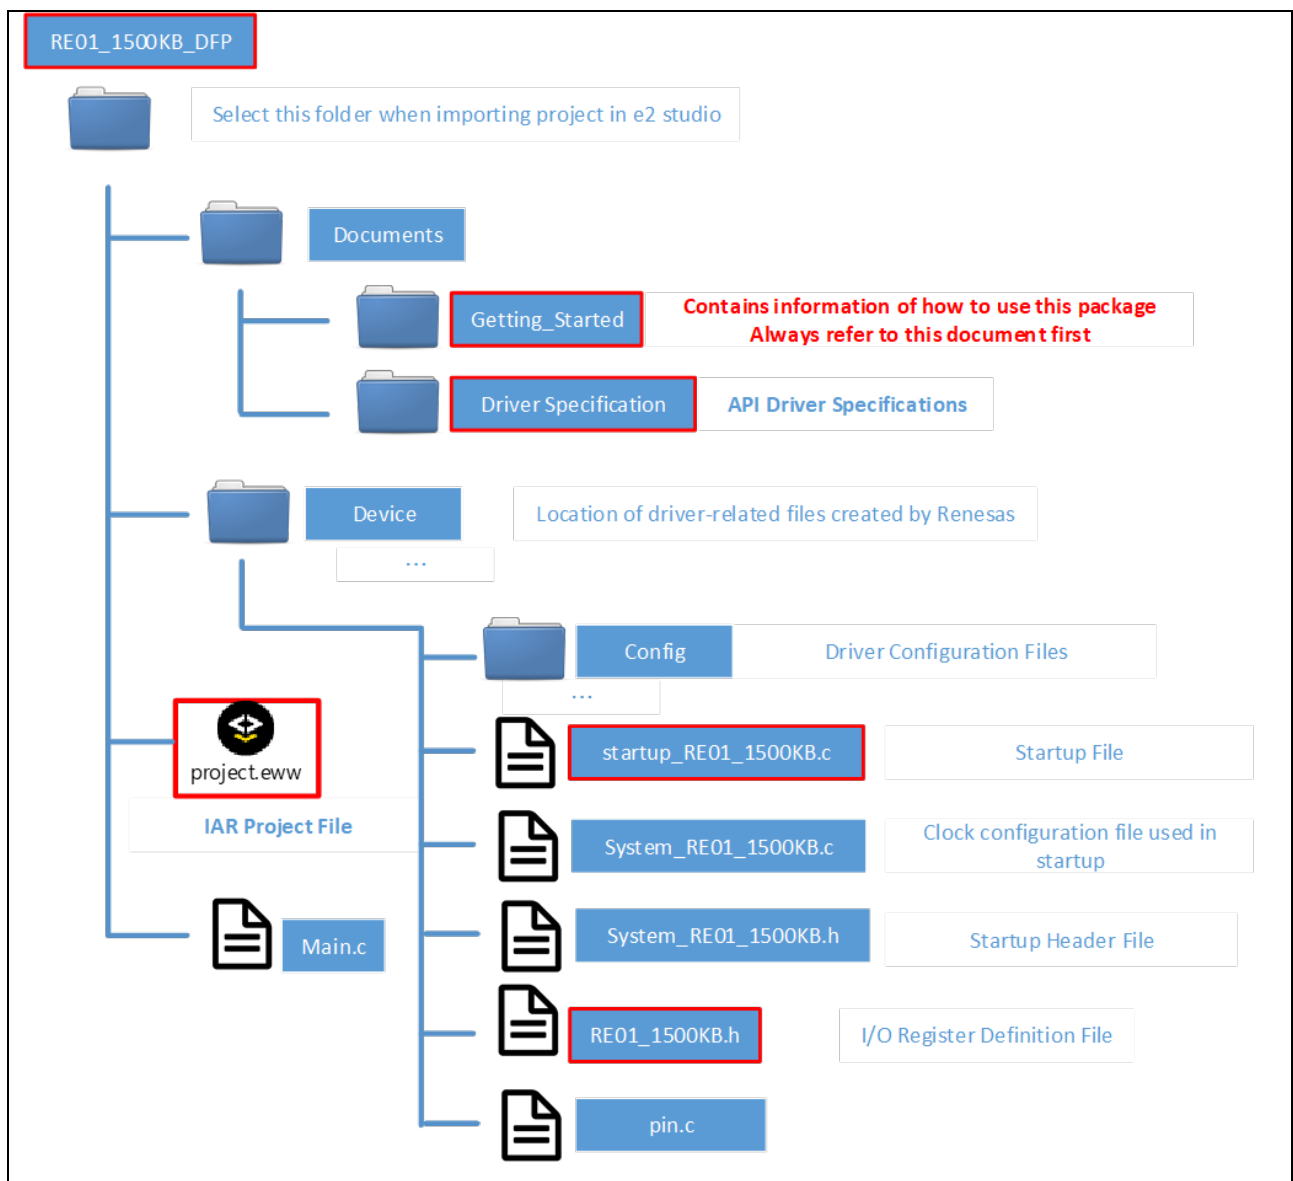 RE01_1500KB_DFP
Select this folder when importing project in e2 studio
Documents
Getting_Started
Contains information of how to use this package
Always refer to this document first
Driver Specification
API Driver Specifications
Device
Location of driver-related files created by Renesas
...
Config
Driver Configuration Files
...
project.eww
IAR Project File
startup_RE01_1500KB.c
Startup File
System_RE01_1500KB.c
Clock configuration file used in
startup
Main.c
System_RE01_1500KB.h
Startup Header File
RE01_1500KB.h
I/O Register Definition File
pin.c